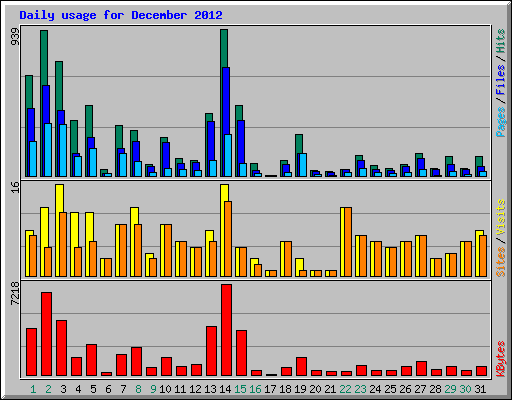 Daily usage for December 2012
939
Pages / Files / Hits
16
Sites / Visits
7218
KBytes
1 2 3 4 5 6 7 8 9 10 11 12 13 14 15 16 17 18 19 20 21 22 23 24 25 26 27 28 29 30 31